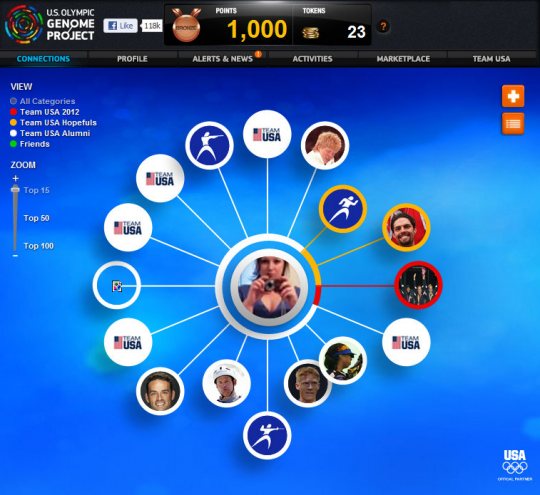 U.S. OLYMPIC
GENOME
PROJECT
Like
118k
BRONZE
POINTS
1,000
TOKENS
23
?
CONNECTIONS
PROFILE
ALERTS & NEWS
ACTIVITIES
MARKETPLACE
TEAM USA
VIEW
All Categories
Team USA 2012
Team USA Hopefuls
Team USA Alumni
Friends
ZOOM
+
Top 15
Top 50
Top 100
-
TEAM
USA
TEAM
USA
TEAM
USA
TEAM
USA
TEAM
USA
USA
OFFICIAL PARTNER